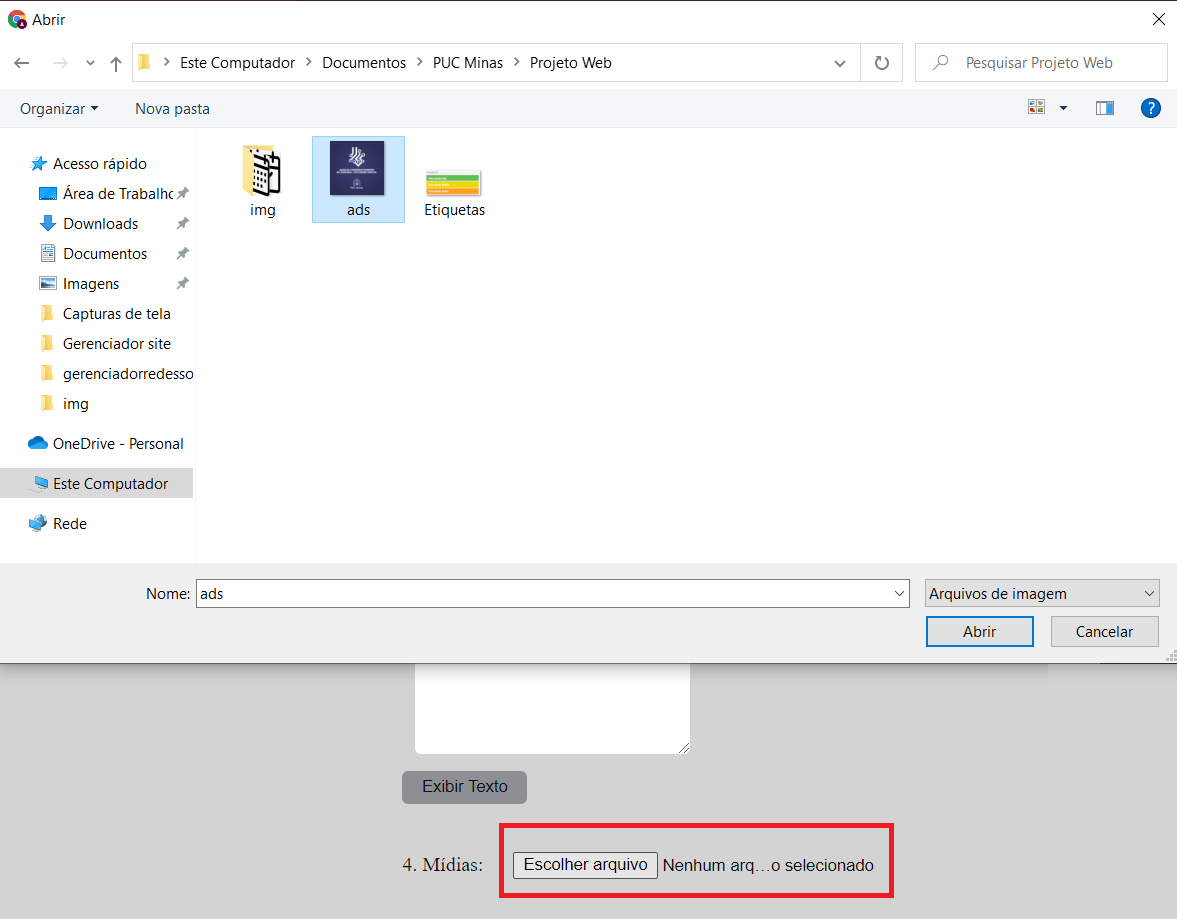 Abrir
Este Computador > Documentos > PUC Minas > Projeto Web
Pesquisar Projeto Web
Organizar
Nova pasta
?
Acesso rápido
Área de Trabalho
Downloads
Documentos
Imagens
Capturas de tela
Gerenciador site
gerenciadorredesso
img
OneDrive - Personal
Este Computador
Rede
img
ads
Etiquetas
Nome: ads
Arquivos de imagem
Abrir
Cancelar
Exibir Texto
4. Mídias: Escolher arquivo Nenhum arq...o selecionado